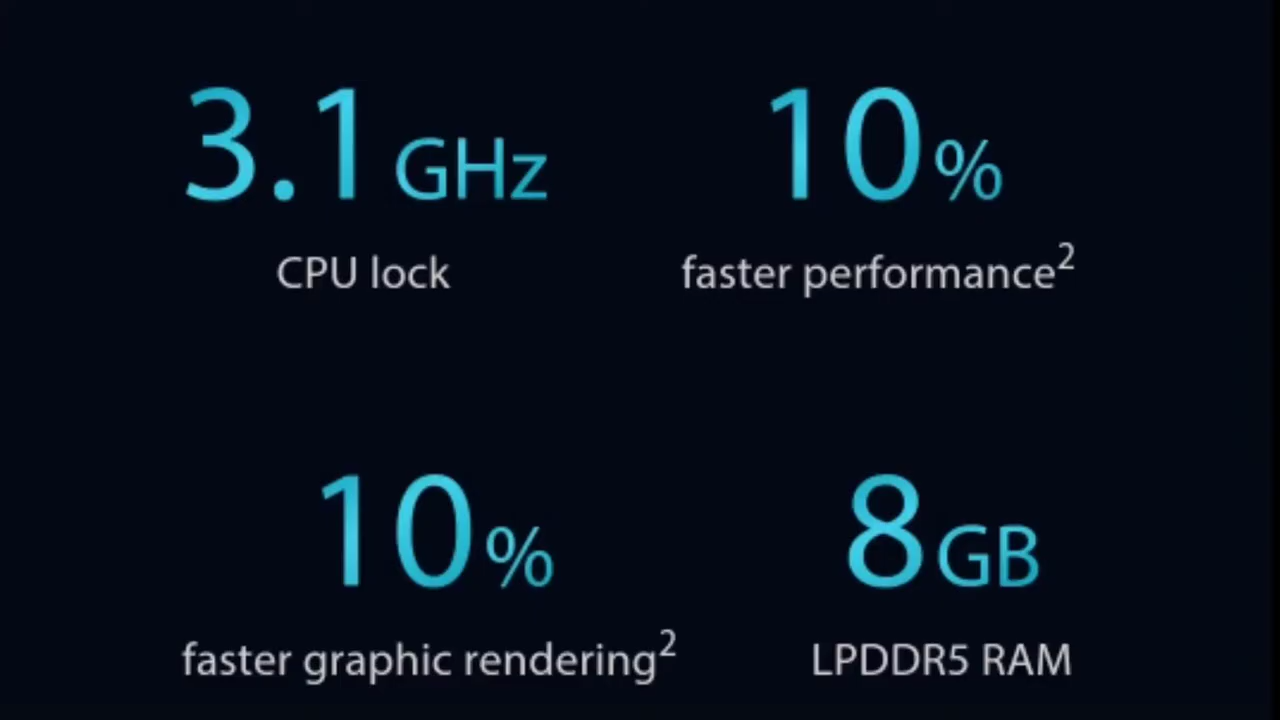 3.1 GHz
CPU lock
10 %
faster performance²
10 %
faster graphic rendering²
8 GB
LPDDR5 RAM